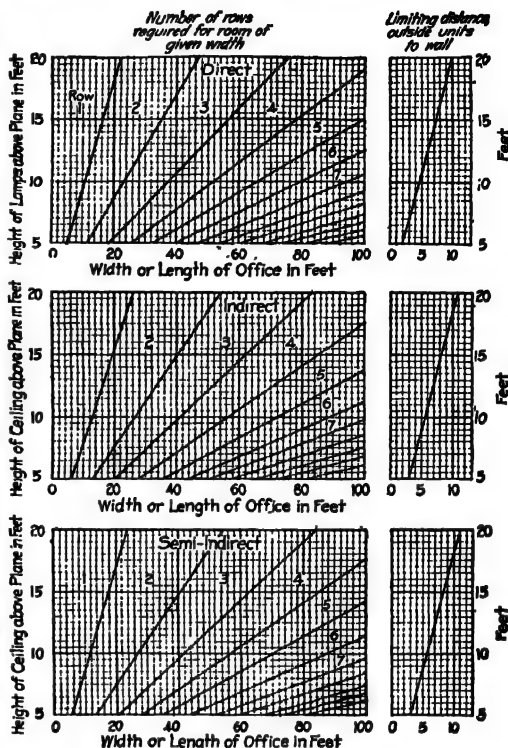 Number of rows
required for room of
given width
Limiting distance,
outside units
to wall
Height of Lamps above Plane in Feet
20
15
10
5
Direct
Row
1
2
3
4
5
6
7
0 20 40 60 80 100
Width or Length of Office in Feet
20
15
10
5
Feet
0 5 10
Height of Ceiling above Plane in Feet
20
15
10
5
Indirect
1
2
3
4
5
6
7
0 20 40 60 80 100
Width or Length of Office in Feet
20
15
10
5
Feet
0 5 10
Height of Ceiling above Plane in Feet
20
15
10
5
Semi-Indirect
1
2
3
4
5
6
7
0 20 40 60 80 100
Width or Length of Office in Feet
20
15
10
5
Feet
0 5 10